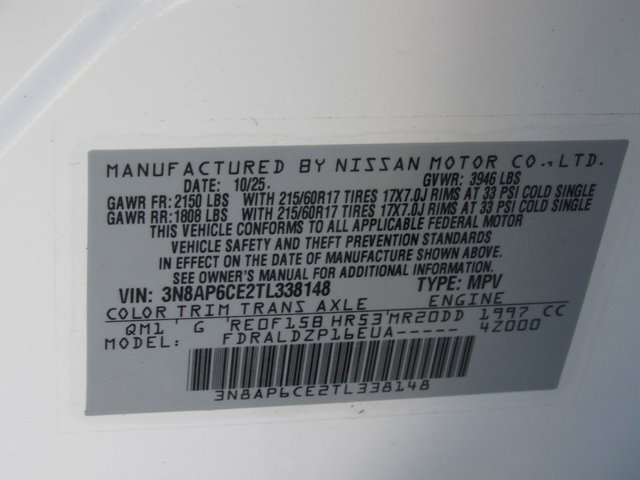 MANUFACTURED BY NISSAN MOTOR CO.,LTD.
DATE: 10/25. GVWR: 3946 LBS
GAWR FR: 2150 LBS WITH 215/60R17 TIRES 17X7.0J RIMS AT 33 PSI COLD SINGLE
GAWR RR: 1808 LBS WITH 215/60R17 TIRES 17X7.0J RIMS AT 33 PSI COLD SINGLE
THIS VEHICLE CONFORMS TO ALL APPLICABLE FEDERAL MOTOR
VEHICLE SAFETY AND THEFT PREVENTION STANDARDS
IN EFFECT ON THE DATE OF MANUFACTURE SHOWN ABOVE.
SEE OWNER'S MANUAL FOR ADDITIONAL INFORMATION
VIN: 3N8AP6CE2TL338148 TYPE: MPV
COLOR TRIM TRANS AXLE ENGINE
QM1 G RE0F15B HR53 MR20DD 1997 CC
MODEL: FDRALDZP16EUA----- 4Z000
3N8AP6CE2TL338148